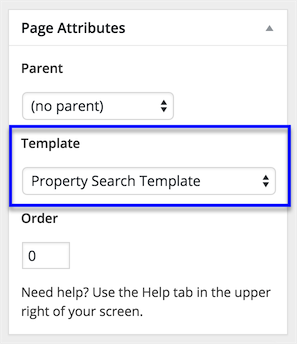 Page Attributes
Parent
(no parent)
Template
Property Search Template
Order
0
Need help? Use the Help tab in the upper
right of your screen.